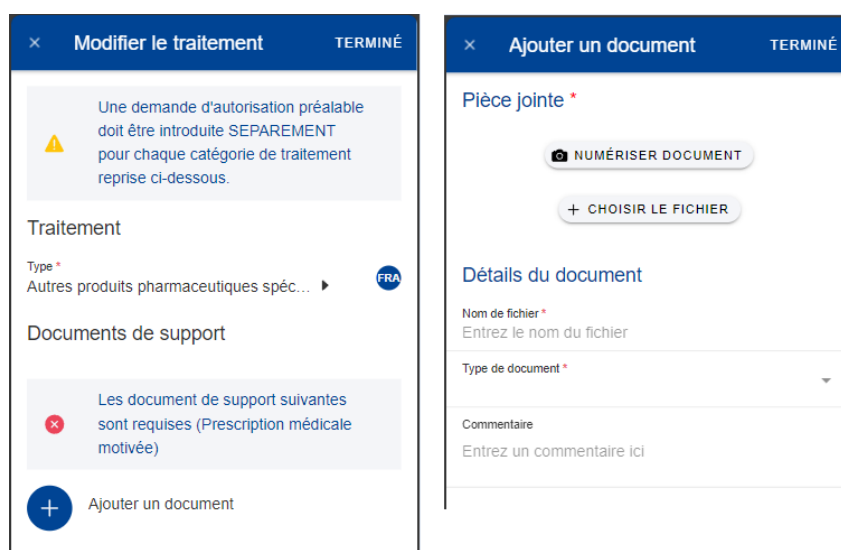 × Modifier le traitement TERMINÉ
Une demande d'autorisation préalable
doit être introduite SEPAREMENT
pour chaque catégorie de traitement
reprise ci-dessous.
Traitement
Type *
Autres produits pharmaceutiques spéc...
FRA
Documents de support
Les document de support suivantes
sont requises (Prescription médicale
motivée)
+ Ajouter un document
× Ajouter un document TERMINÉ
Pièce jointe *
NUMÉRISER DOCUMENT
+ CHOISIR LE FICHIER
Détails du document
Nom de fichier *
Entrez le nom du fichier
Type de document *
Commentaire
Entrez un commentaire ici